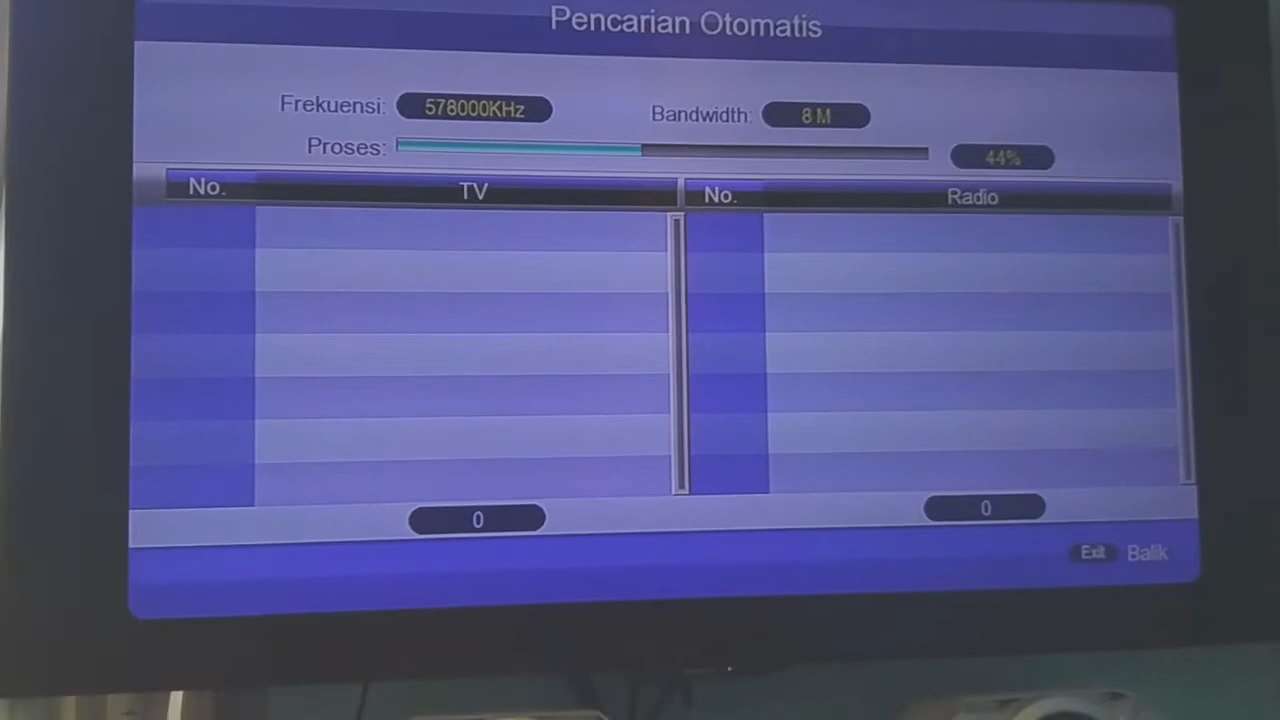 Pencarian Otomatis
Frekuensi: 578000KHz Bandwidth: 8 M
Proses: 44%
No. TV No. Radio
0 0
Exit Balik